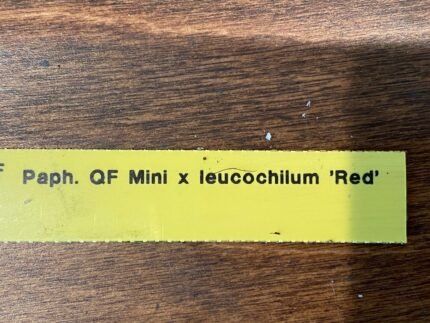 Paph. QF Mini x leucochilum 'Red'